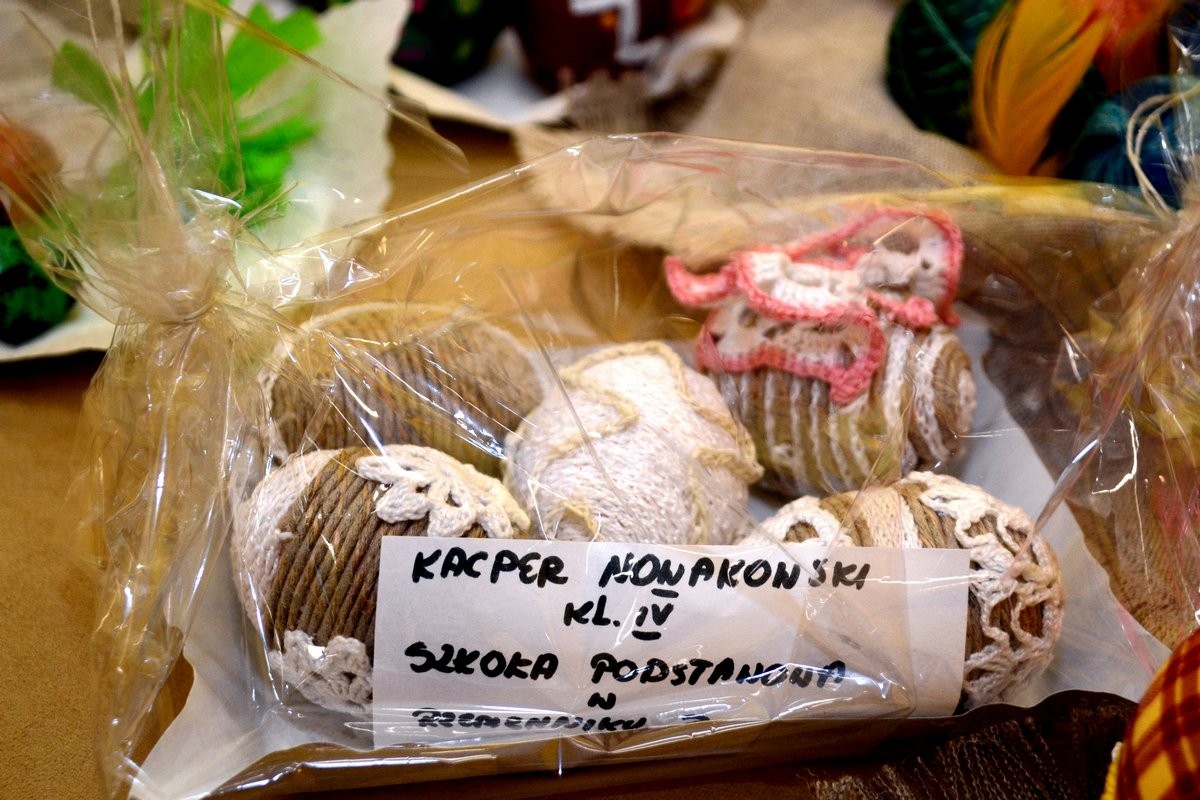 KACPER NOWAKOWSKI
KL. IV
SZKOŁA PODSTAWOWA
W